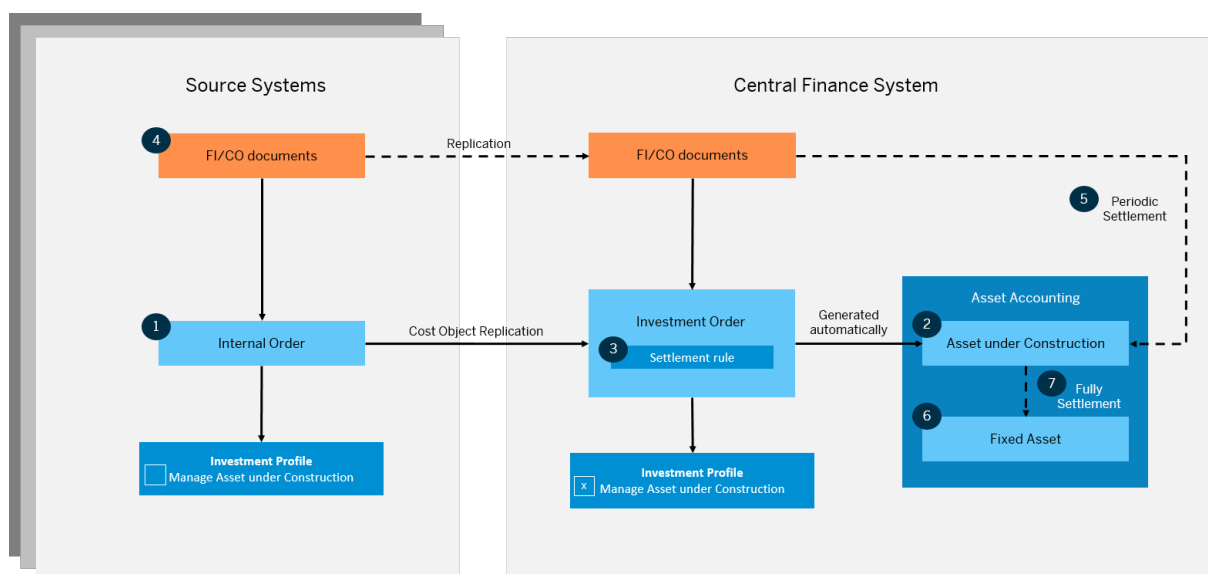 Source Systems
Central Finance System
4
FI/CO documents
Replication
FI/CO documents
5
Periodic
Settlement
Asset Accounting
1
Internal Order
Cost Object Replication
Investment Order
3
Settlement rule
Generated
automatically
2
Asset under Construction
7
Fully
Settlement
6
Fixed Asset
Investment Profile
Manage Asset under Construction
Investment Profile
x
Manage Asset under Construction